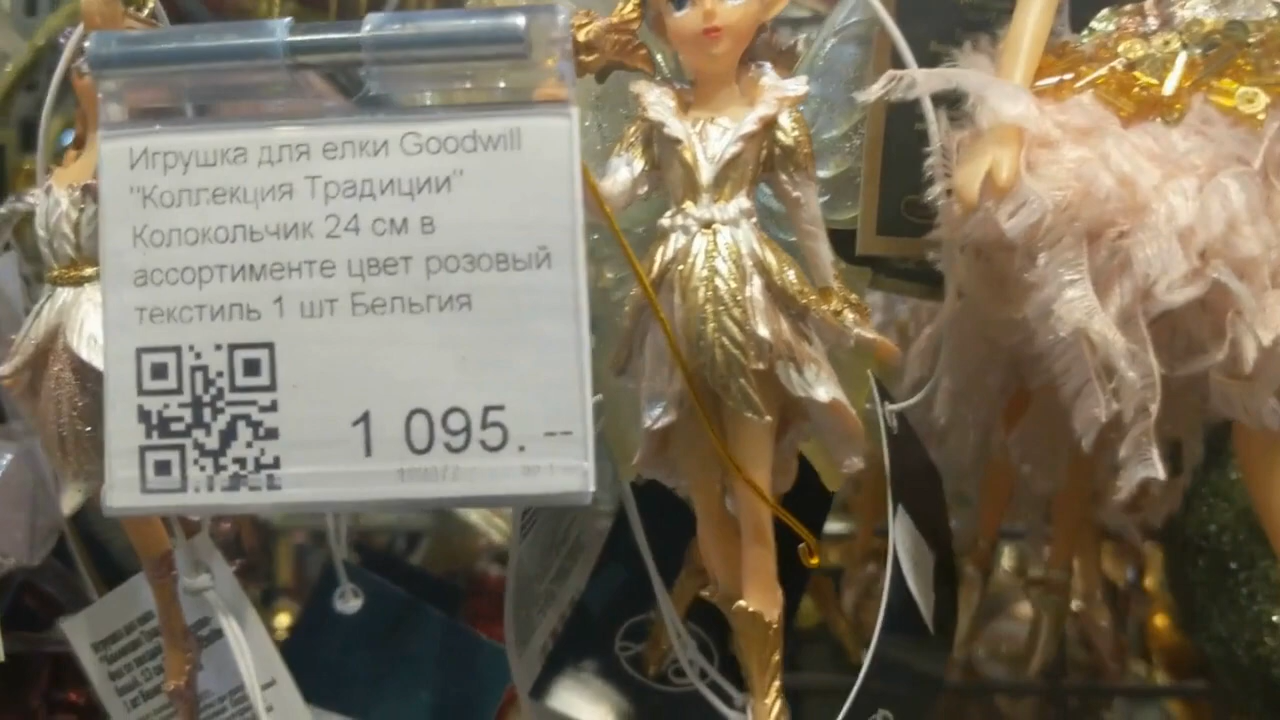 Игрушка для елки Goodwill
"Коллекция Традиции"
Колокольчик 24 см в
ассортименте цвет розовый
текстиль 1 шт Бельгия
1 095. --